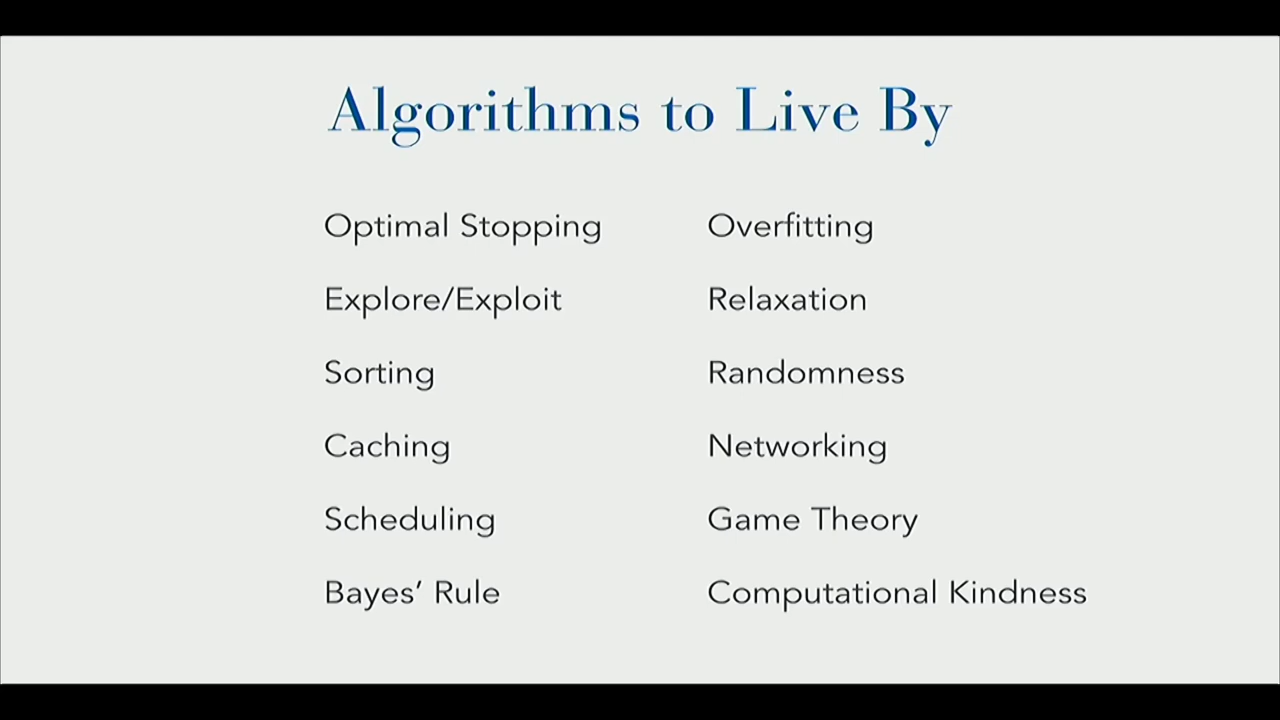 Algorithms to Live By
Optimal Stopping
Explore/Exploit
Sorting
Caching
Scheduling
Bayes’ Rule
Overfitting
Relaxation
Randomness
Networking
Game Theory
Computational Kindness